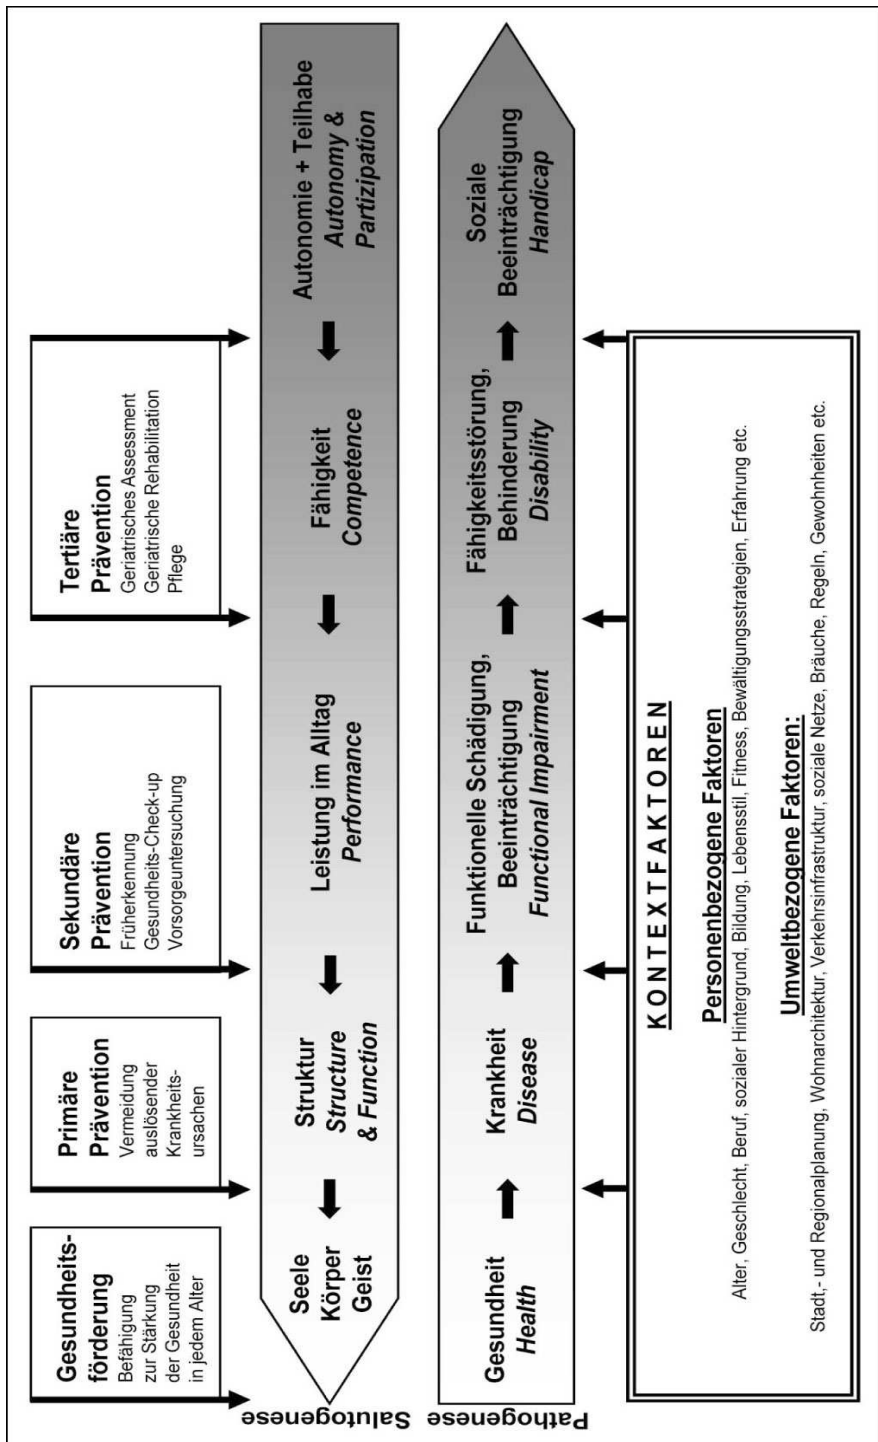 Gesundheits-
förderung
Befähigung
zur Stärkung
der Gesundheit
in jedem Alter
Primäre
Prävention
Vermeidung
auslösender
Krankheits-
ursachen
Sekundäre
Prävention
Früherkennung
Gesundheits-Check-up
Vorsorgeuntersuchung
Tertiäre
Prävention
Geriatrisches Assessment
Geriatrische Rehabilitation
Pflege
Salutogenese
Seele
Körper
Geist
Struktur
Structure
& Function
Leistung im Alltag
Performance
Fähigkeit
Competence
Autonomie + Teilhabe
Autonomy &
Partizipation
Pathogenese
Gesundheit
Health
Krankheit
Disease
Funktionelle Schädigung,
Beeinträchtigung
Functional Impairment
Fähigkeitsstörung,
Behinderung
Disability
Soziale
Beeinträchtigung
Handicap
KONTEXTFAKTOREN
Personenbezogene Faktoren
Alter, Geschlecht, Beruf, sozialer Hintergrund, Bildung, Lebensstil, Fitness, Bewältigungsstrategien, Erfahrung etc.
Umweltbezogene Faktoren:
Stadt,- und Regionalplanung, Wohnarchitektur, Verkehrsinfrastruktur, soziale Netze, Bräuche, Regeln, Gewohnheiten etc.